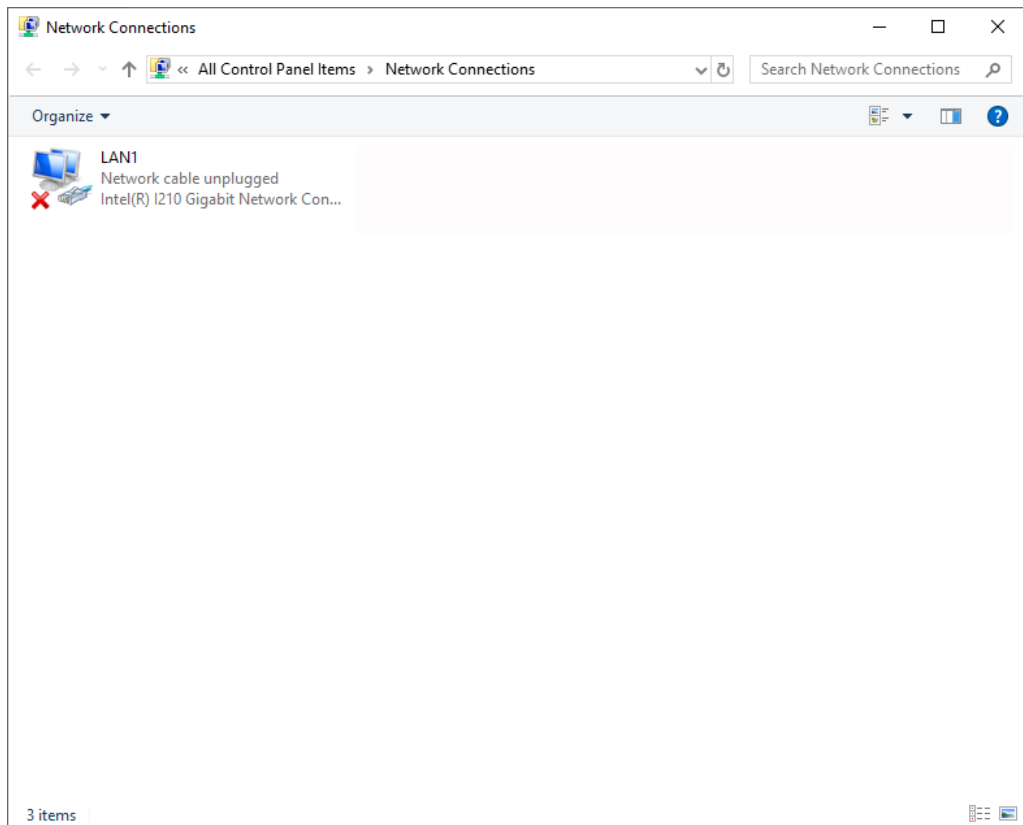 Network Connections
« All Control Panel Items › Network Connections
Search Network Connections
Organize
LAN1
Network cable unplugged
Intel(R) I210 Gigabit Network Con...
3 items